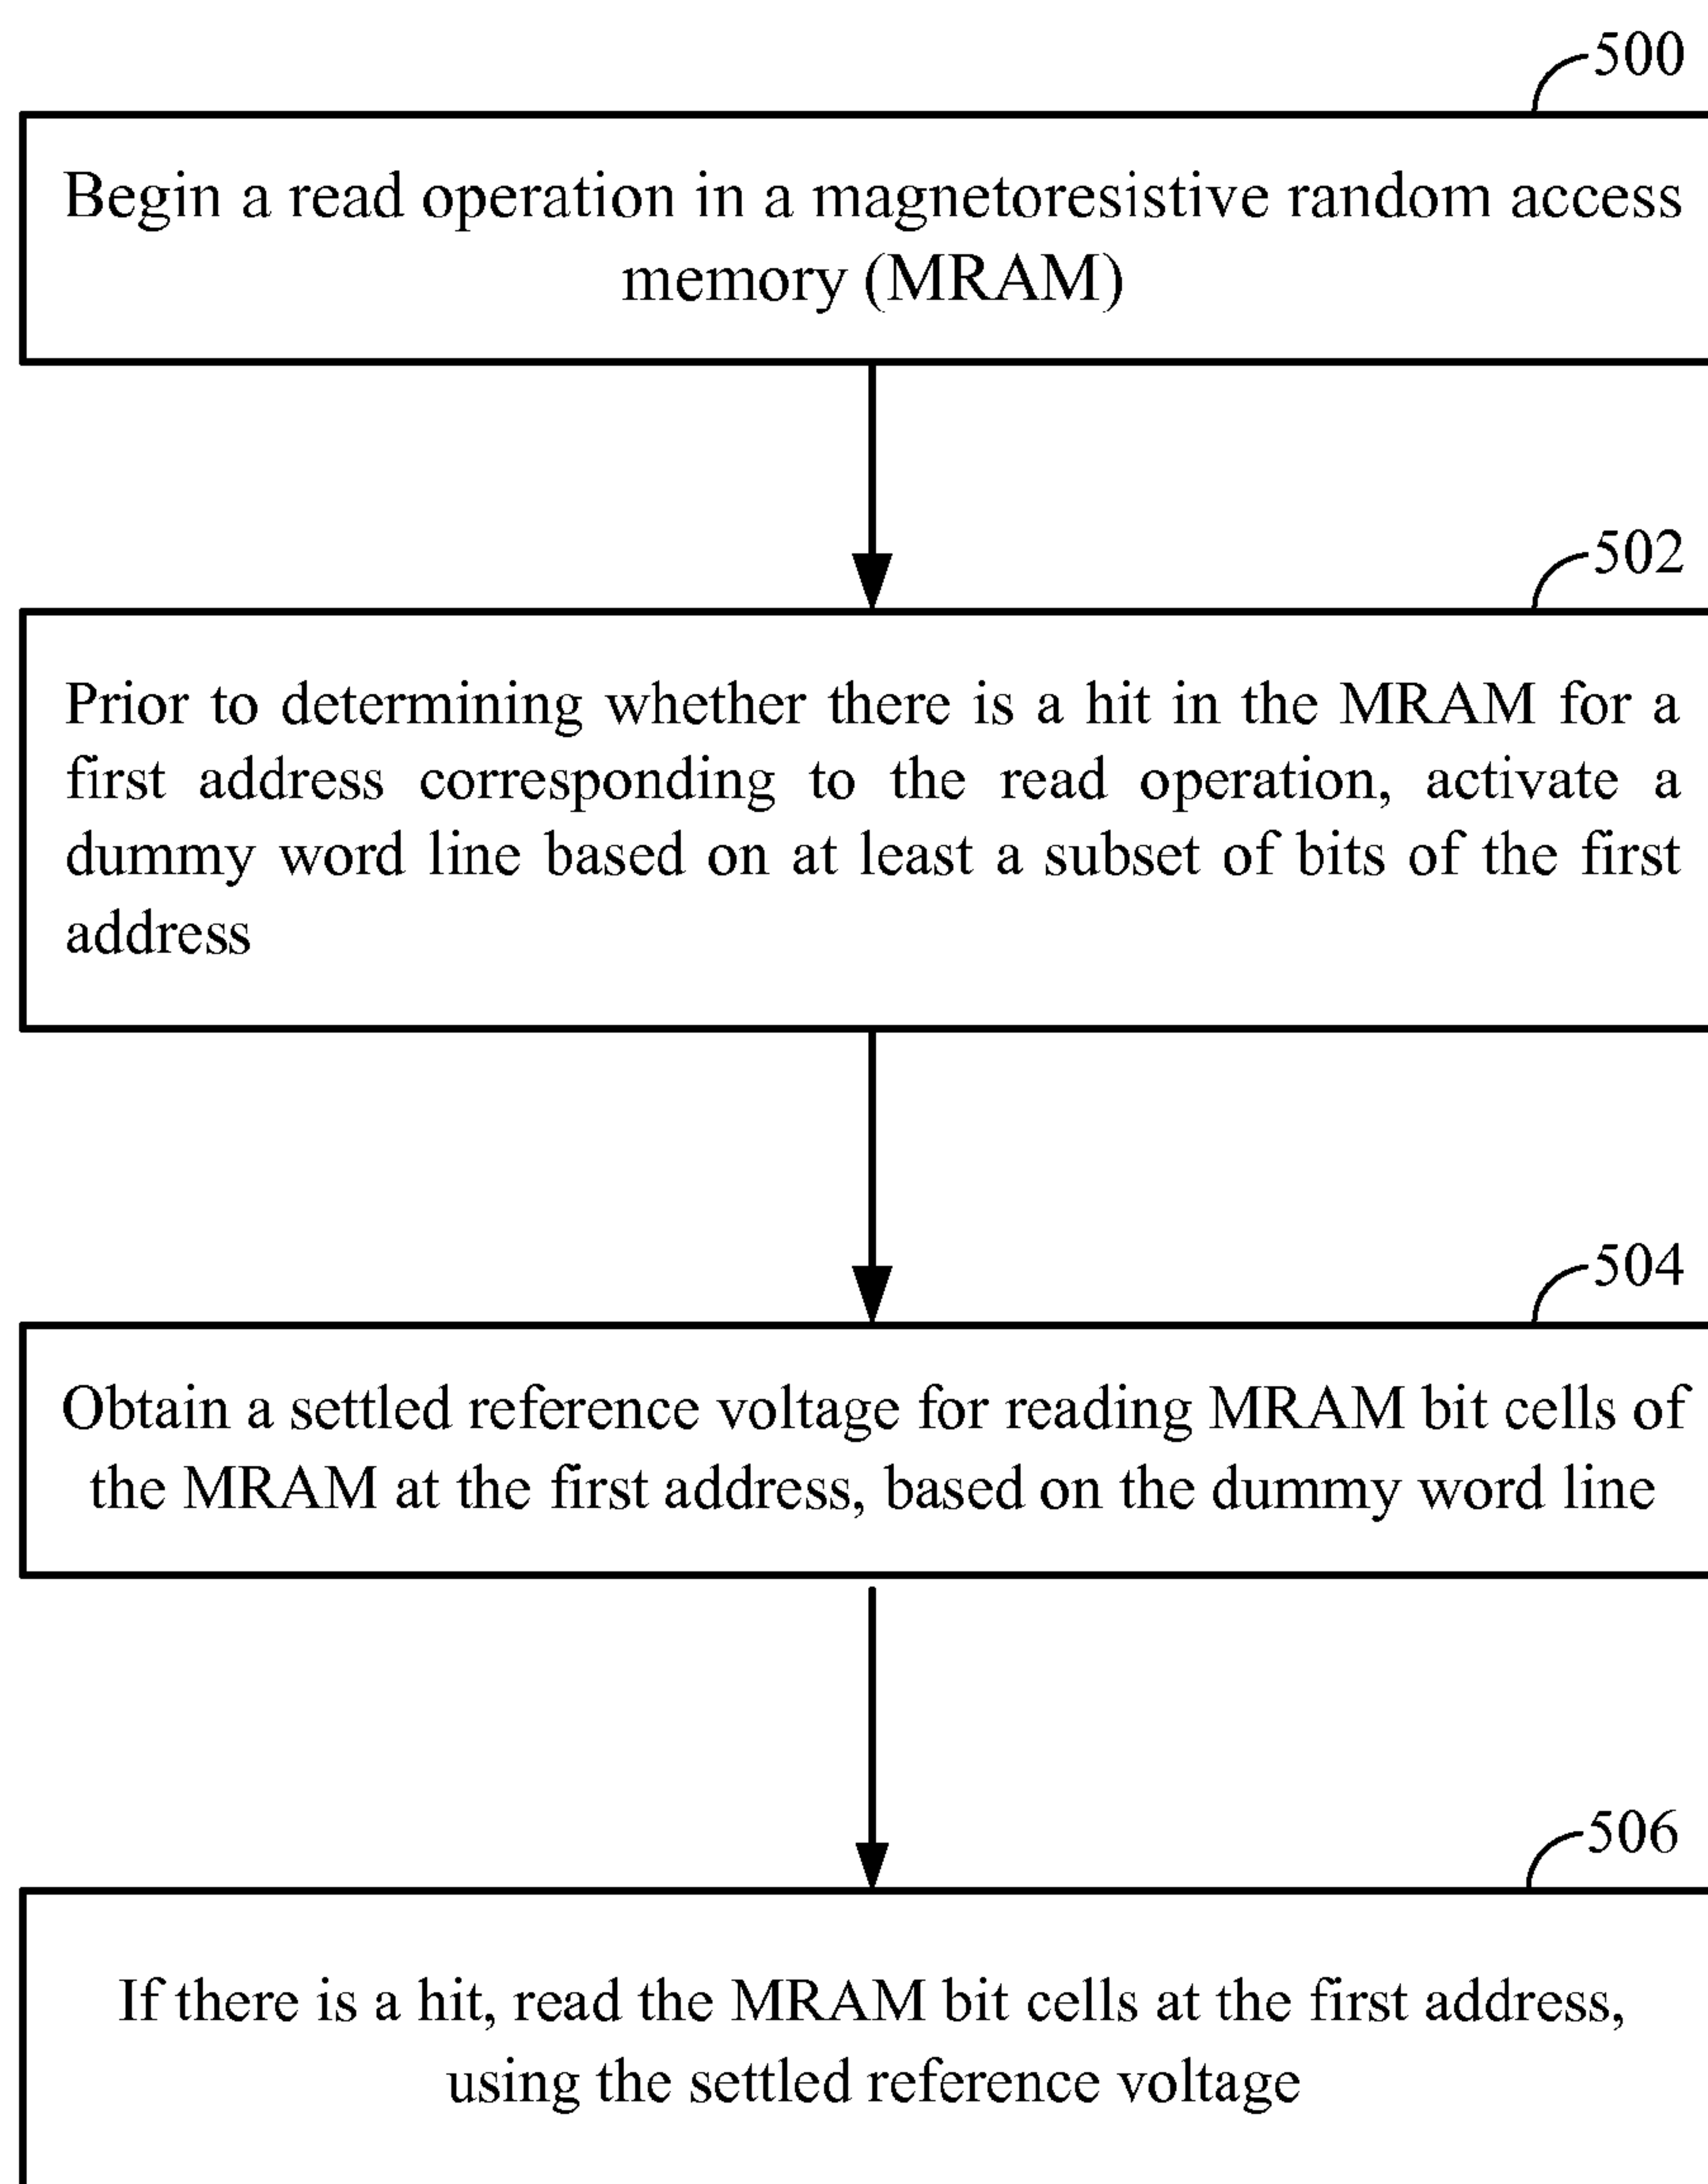 500
Begin a read operation in a magnetoresistive random access
memory (MRAM)
502
Prior to determining whether there is a hit in the MRAM for a
first address corresponding to the read operation, activate a
dummy word line based on at least a subset of bits of the first
address
504
Obtain a settled reference voltage for reading MRAM bit cells of
the MRAM at the first address, based on the dummy word line
506
If there is a hit, read the MRAM bit cells at the first address,
using the settled reference voltage